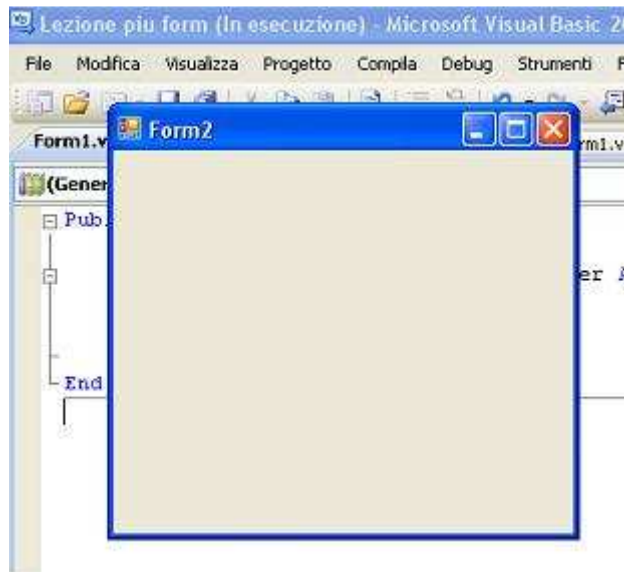 Lezione piu form (In esecuzione) - Microsoft Visual Basic 20
File Modifica Visualizza Progetto Compila Debug Strumenti F
Form1.v
Form2
rm1.v
(Gener
Pub
er A
End